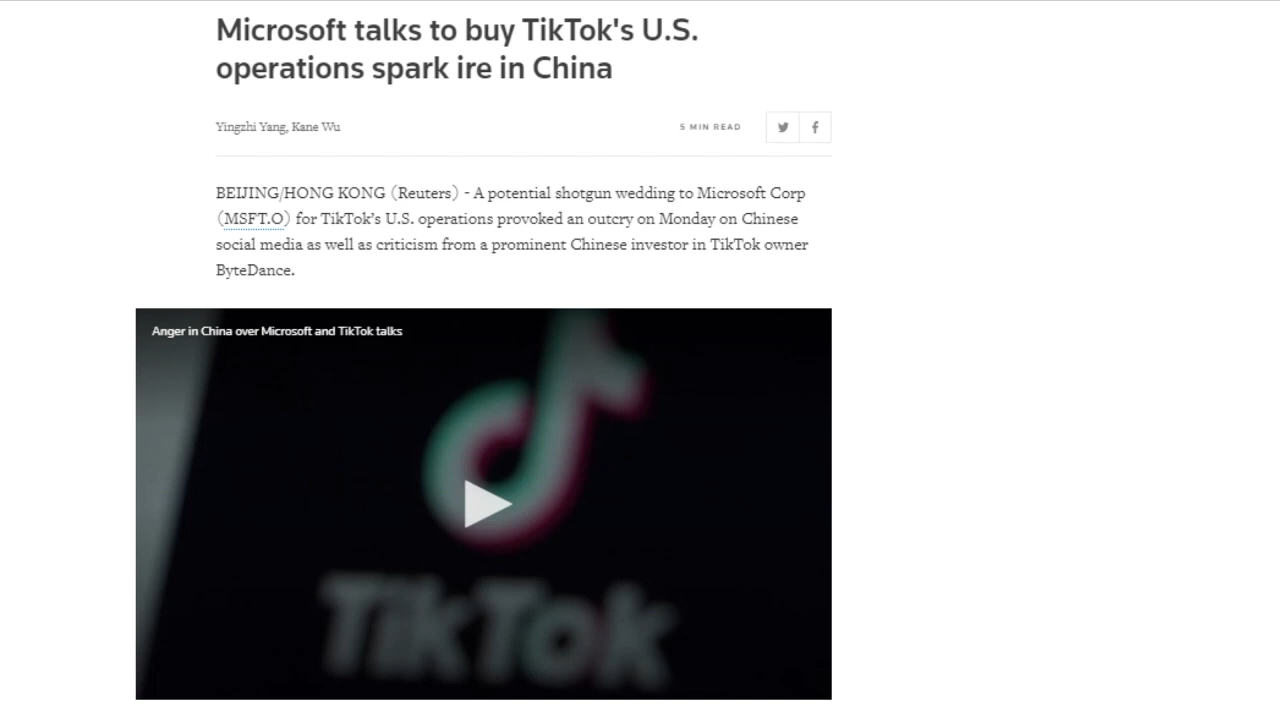 Microsoft talks to buy TikTok's U.S.
operations spark ire in China
Yingzhi Yang, Kane Wu
5 MIN READ
BEIJING/HONG KONG (Reuters) - A potential shotgun wedding to Microsoft Corp
(MSFT.O) for TikTok’s U.S. operations provoked an outcry on Monday on Chinese
social media as well as criticism from a prominent Chinese investor in TikTok owner
ByteDance.
Anger in China over Microsoft and TikTok talks
TikTok